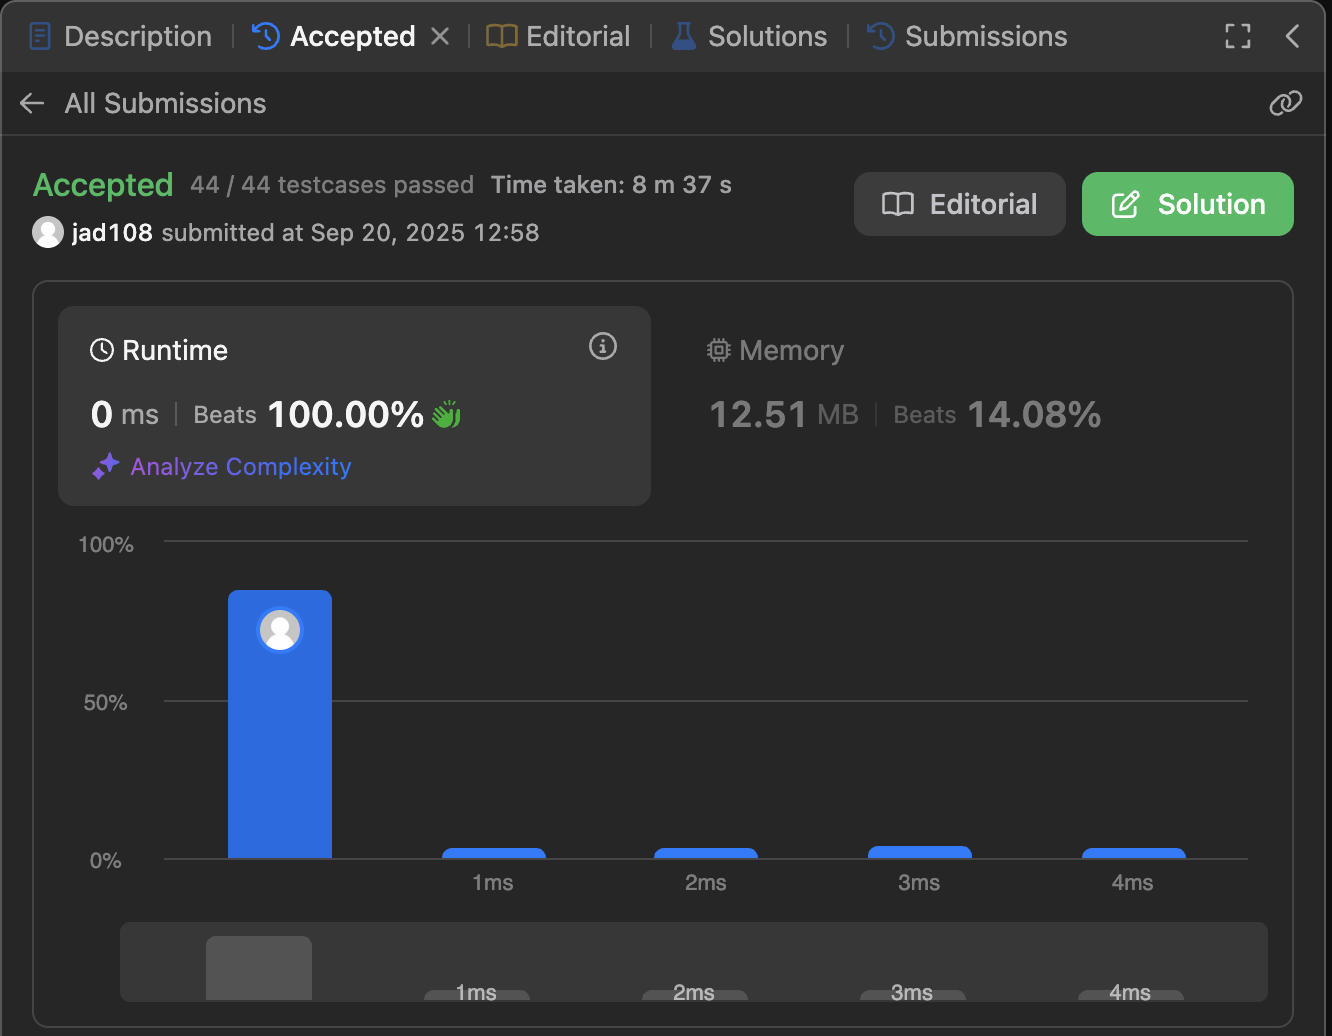 Description Accepted Editorial Solutions Submissions
All Submissions
Accepted 44 / 44 testcases passed Time taken: 8 m 37 s
jad108 submitted at Sep 20, 2025 12:58
Editorial Solution
Runtime
0 ms Beats 100.00%
Analyze Complexity
Memory
12.51 MB Beats 14.08%
100%
50%
0%
1ms 2ms 3ms 4ms
1ms 2ms 3ms 4ms